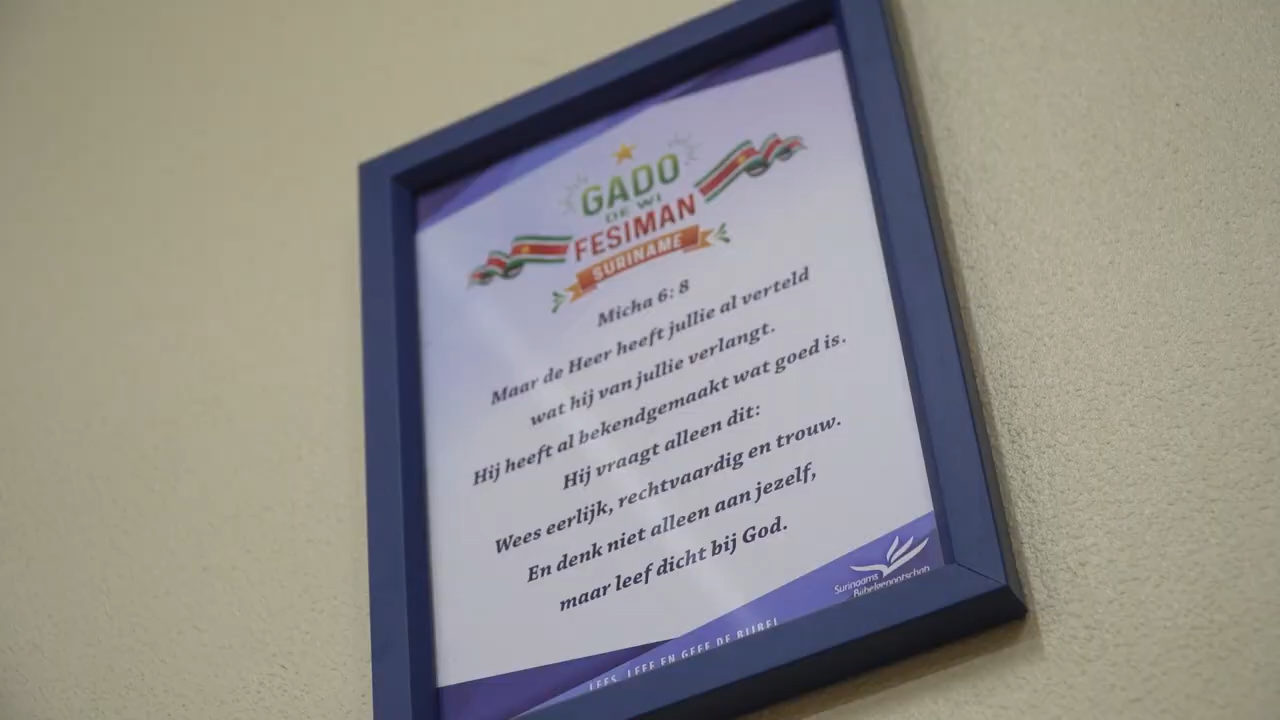 GADO
DE WI
FESIMAN
SURINAME
Micha 6: 8
Maar de Heer heeft jullie al verteld
wat hij van jullie verlangt.
Hij heeft al bekendgemaakt wat goed is.
Hij vraagt alleen dit:
Wees eerlijk, rechtvaardig en trouw.
En denk niet alleen aan jezelf,
maar leef dicht bij God.
Surinaams
Bijbelgenootschap
LEES, LEEF EN GEEF DE BIJBEL